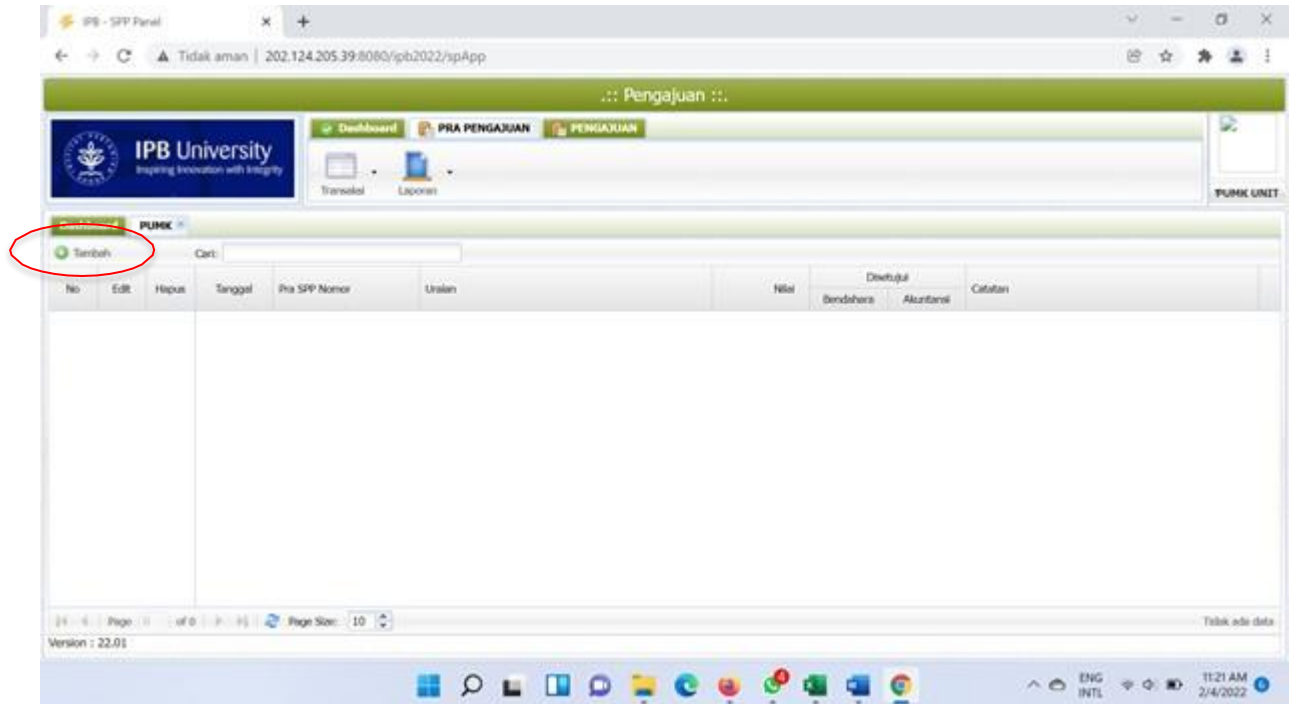 IPB - SPP Panel
Tidak aman | 202.124.205.39:8080/ipb2022/spApp
.:: Pengajuan ::.
IPB University
Inspiring Innovation with Integrity
Dashboard PRA PENGAJUAN PENGAJUAN
Transaksi Laporan
PUMK UNIT
Dashboard PUMK
Tambah Cari:
No Edit Hapus Tanggal Pra SPP Nomor Uraian Nilai Disetujui Catatan
Bendahara Akuntansi
Page of 0 Page Size: 10 Tidak ada data
Version : 22.01
ENG
INTL
11:21 AM
2/4/2022